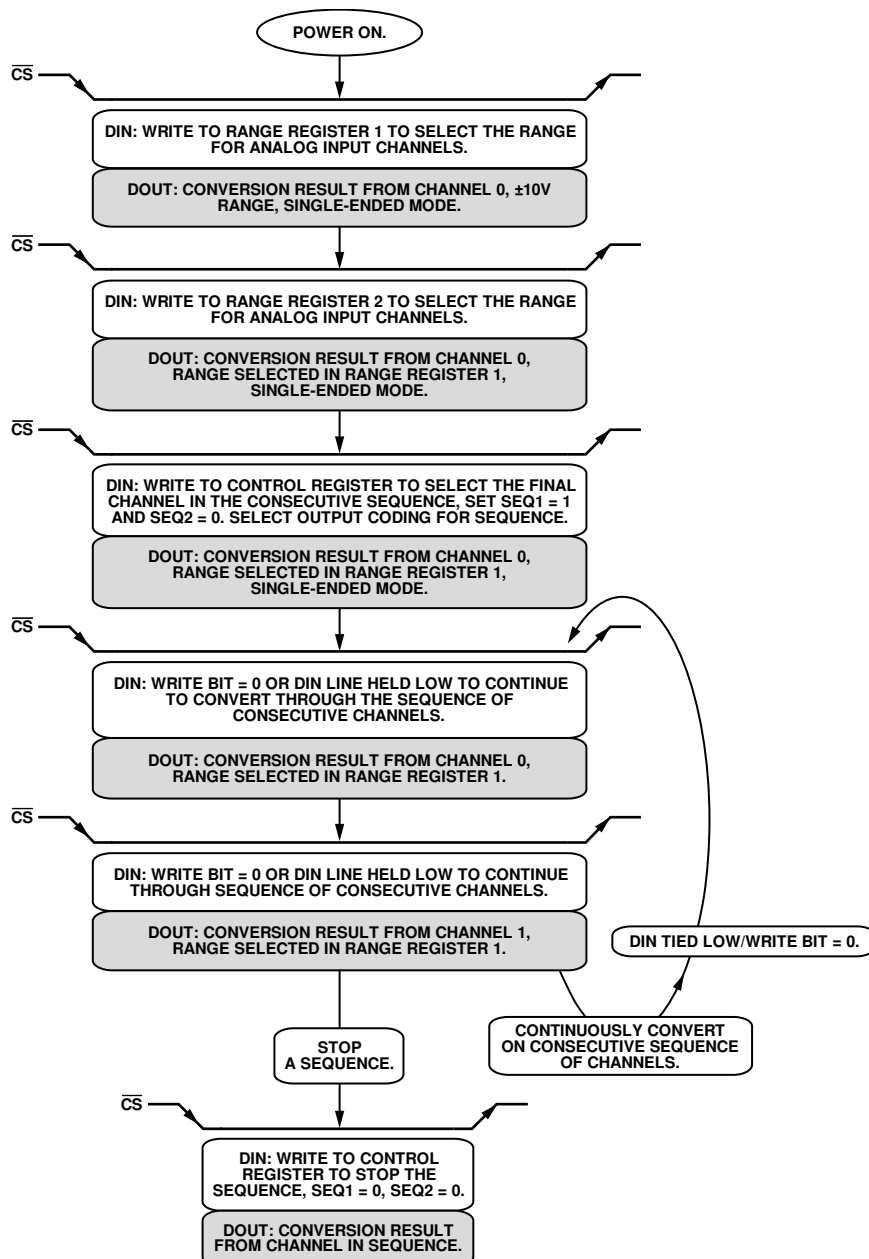 POWER ON.
CS
DIN: WRITE TO RANGE REGISTER 1 TO SELECT THE RANGE
FOR ANALOG INPUT CHANNELS.
DOUT: CONVERSION RESULT FROM CHANNEL 0, ±10V
RANGE, SINGLE-ENDED MODE.
CS
DIN: WRITE TO RANGE REGISTER 2 TO SELECT THE RANGE
FOR ANALOG INPUT CHANNELS.
DOUT: CONVERSION RESULT FROM CHANNEL 0,
RANGE SELECTED IN RANGE REGISTER 1,
SINGLE-ENDED MODE.
CS
DIN: WRITE TO CONTROL REGISTER TO SELECT THE FINAL
CHANNEL IN THE CONSECUTIVE SEQUENCE, SET SEQ1 = 1
AND SEQ2 = 0. SELECT OUTPUT CODING FOR SEQUENCE.
DOUT: CONVERSION RESULT FROM CHANNEL 0,
RANGE SELECTED IN RANGE REGISTER 1,
SINGLE-ENDED MODE.
CS
DIN: WRITE BIT = 0 OR DIN LINE HELD LOW TO CONTINUE
TO CONVERT THROUGH THE SEQUENCE OF
CONSECUTIVE CHANNELS.
DOUT: CONVERSION RESULT FROM CHANNEL 0,
RANGE SELECTED IN RANGE REGISTER 1.
CS
DIN: WRITE BIT = 0 OR DIN LINE HELD LOW TO CONTINUE
THROUGH SEQUENCE OF CONSECUTIVE CHANNELS.
DOUT: CONVERSION RESULT FROM CHANNEL 1,
RANGE SELECTED IN RANGE REGISTER 1.
DIN TIED LOW/WRITE BIT = 0.
CONTINUOUSLY CONVERT
ON CONSECUTIVE SEQUENCE
OF CHANNELS.
STOP
A SEQUENCE.
CS
DIN: WRITE TO CONTROL
REGISTER TO STOP THE
SEQUENCE, SEQ1 = 0, SEQ2 = 0.
DOUT: CONVERSION RESULT
FROM CHANNEL IN SEQUENCE.